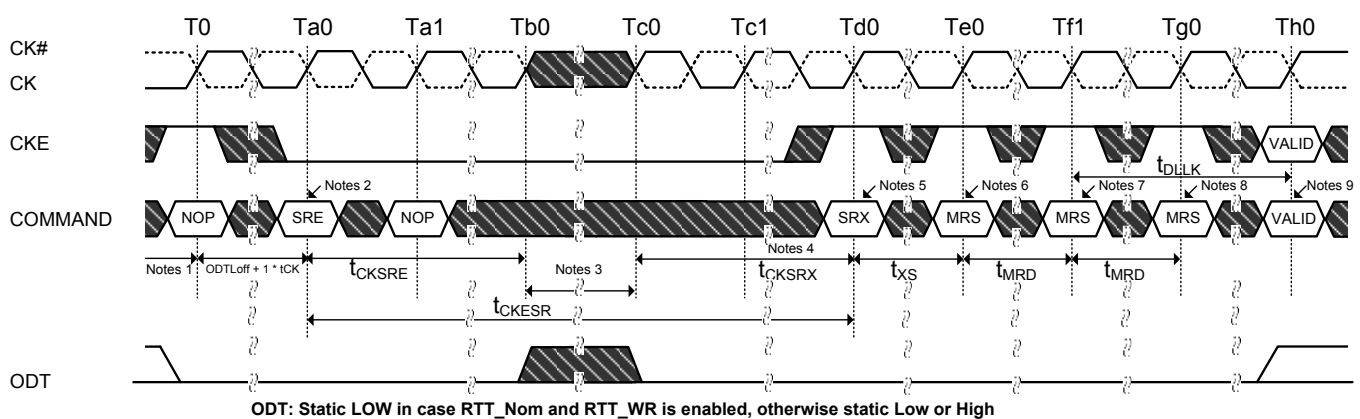 T0 Ta0 Ta1 Tb0 Tc0 Tc1 Td0 Te0 Tf1 Tg0 Th0
CK#
CK
CKE
VALID
tDLLK
Notes 2 Notes 5 Notes 6 Notes 7 Notes 8 Notes 9
COMMAND
NOP SRE NOP SRX MRS MRS MRS VALID
Notes 1 ODTLoff + 1 * tCK tCKSRE Notes 3 Notes 4 tCKSRX tXS tMRD tMRD
tCKESR
ODT
ODT: Static LOW in case RTT_Nom and RTT_WR is enabled, otherwise static Low or High